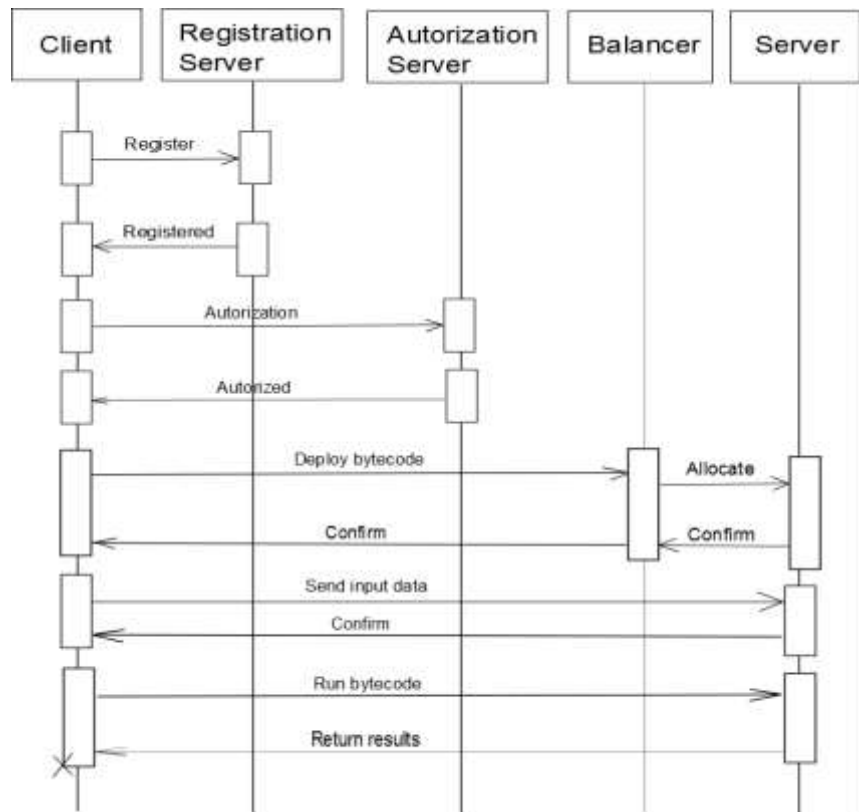 Client
Registration
Server
Autorization
Server
Balancer
Server
Register
Registered
Autorization
Autorized
Deploy bytecode
Allocate
Confirm
Confirm
Send input data
Confirm
Run bytecode
Return results